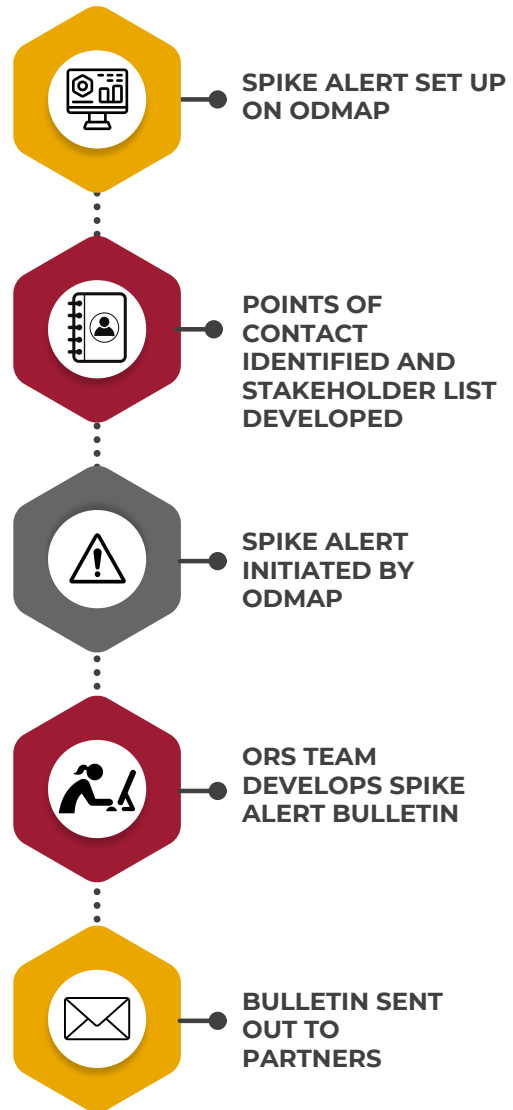 SPIKE ALERT SET UP
ON ODMAP
POINTS OF
CONTACT
IDENTIFIED AND
STAKEHOLDER LIST
DEVELOPED
SPIKE ALERT
INITIATED BY
ODMAP
ORS TEAM
DEVELOPS SPIKE
ALERT BULLETIN
BULLETIN SENT
OUT TO
PARTNERS